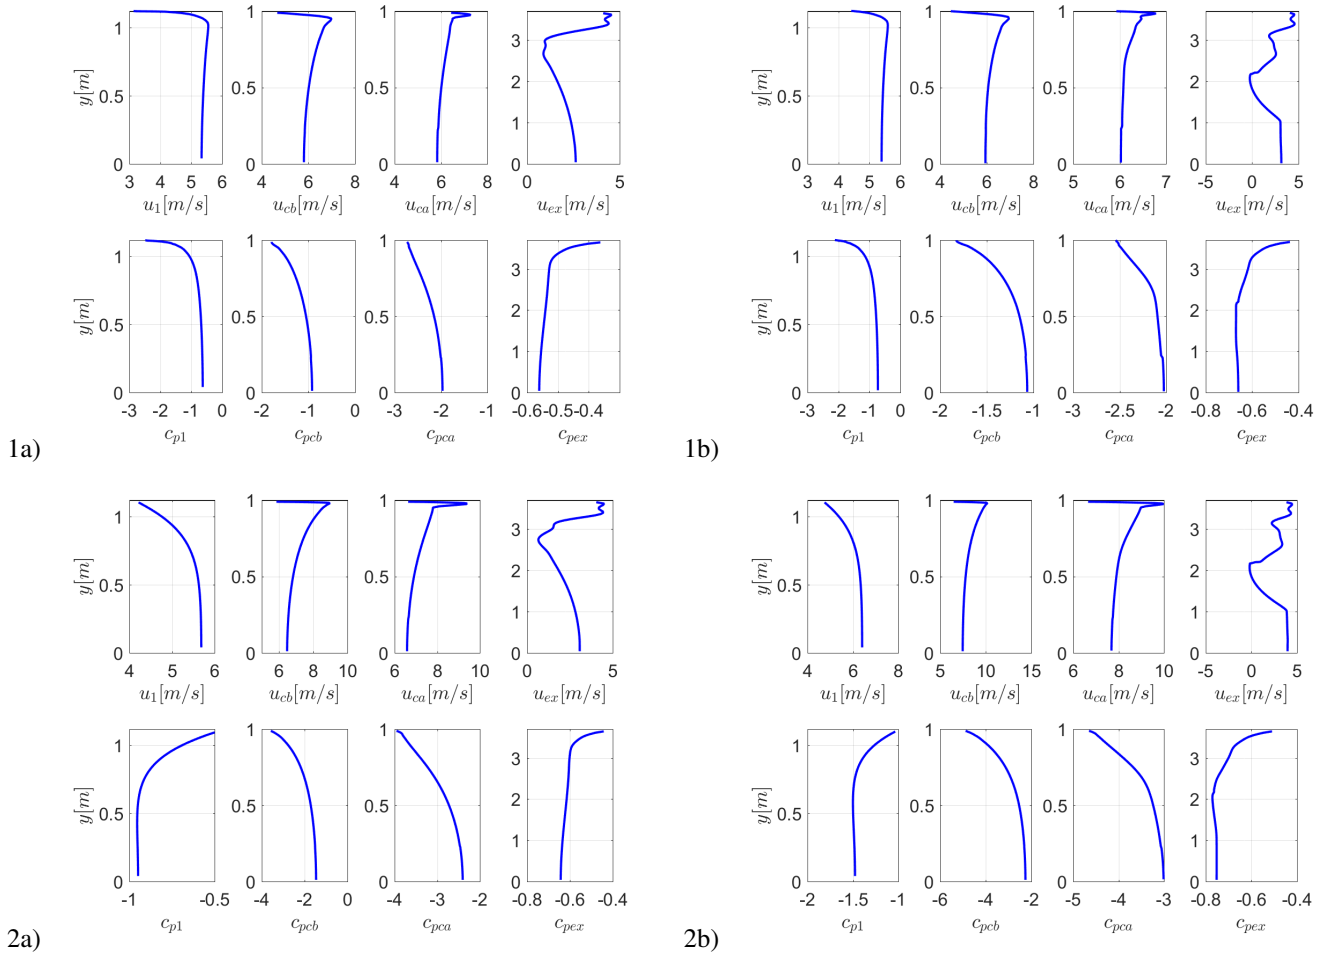 y[m]
1
0.5
0
3 4 5 6
u1[m/s]
1
0.5
0
4 6 8
ucb[m/s]
1
0.5
0
4 6 8
uca[m/s]
3
2
1
0
0 5
uex[m/s]
y[m]
1
0.5
0
-3 -2 -1 0
cp1
1
0.5
0
-2 -1 0
cpcb
1
0.5
0
-3 -2 -1
cpca
3
2
1
0
-0.6 -0.5 -0.4
cpex
1a)
y[m]
1
0.5
0
3 4 5 6
u1[m/s]
1
0.5
0
4 6 8
ucb[m/s]
1
0.5
0
5 6 7
uca[m/s]
3
2
1
0
-5 0 5
uex[m/s]
y[m]
1
0.5
0
-3 -2 -1 0
cp1
1
0.5
0
-2 -1.5 -1
cpcb
1
0.5
0
-3 -2.5 -2
cpca
3
2
1
0
-0.8 -0.6 -0.4
cpex
1b)
y[m]
1
0.5
0
4 5 6
u1[m/s]
1
0.5
0
6 8 10
ucb[m/s]
1
0.5
0
6 8 10
uca[m/s]
3
2
1
0
0 5
uex[m/s]
y[m]
1
0.5
0
-1 -0.5
cp1
1
0.5
0
-4 -2 0
cpcb
1
0.5
0
-4 -3 -2
cpca
3
2
1
0
-0.8 -0.6 -0.4
cpex
2a)
y[m]
1
0.5
0
4 6 8
u1[m/s]
1
0.5
0
5 10 15
ucb[m/s]
1
0.5
0
6 8 10
uca[m/s]
3
2
1
0
-5 0 5
uex[m/s]
y[m]
1
0.5
0
-2 -1.5 -1
cp1
1
0.5
0
-6 -4 -2
cpcb
1
0.5
0
-5 -4 -3
cpca
3
2
1
0
-0.8 -0.6 -0.4
cpex
2b)